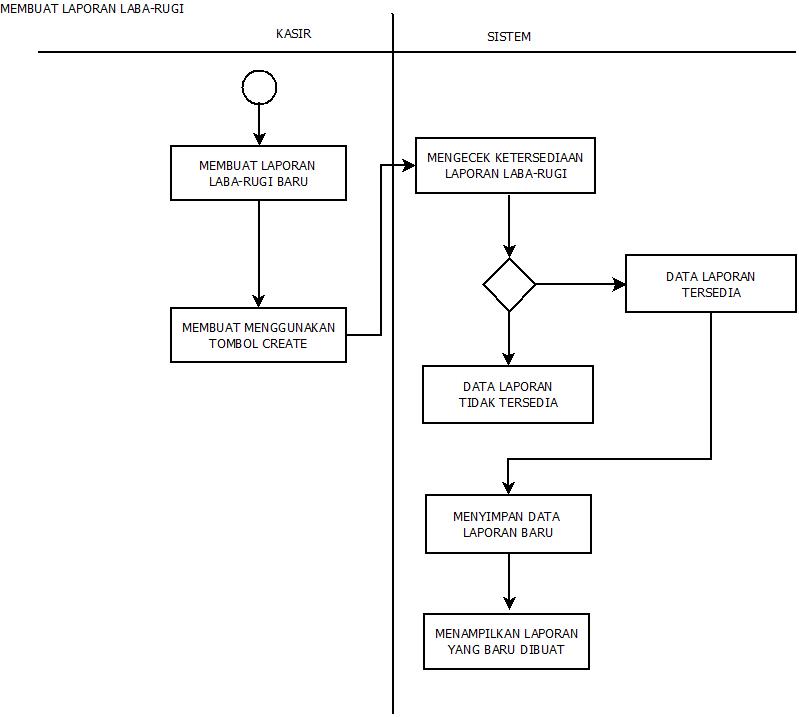 MEMBUAT LAPORAN LABA-RUGI
KASIR
SISTEM
MEMBUAT LAPORAN
LABA-RUGI BARU
MENGECEK KETERSEDIAAN
LAPORAN LABA-RUGI
MEMBUAT MENGGUNAKAN
TOMBOL CREATE
DATA LAPORAN
TERSEDIA
DATA LAPORAN
TIDAK TERSEDIA
MENYIMPAN DATA
LAPORAN BARU
MENAMPILKAN LAPORAN
YANG BARU DIBUAT